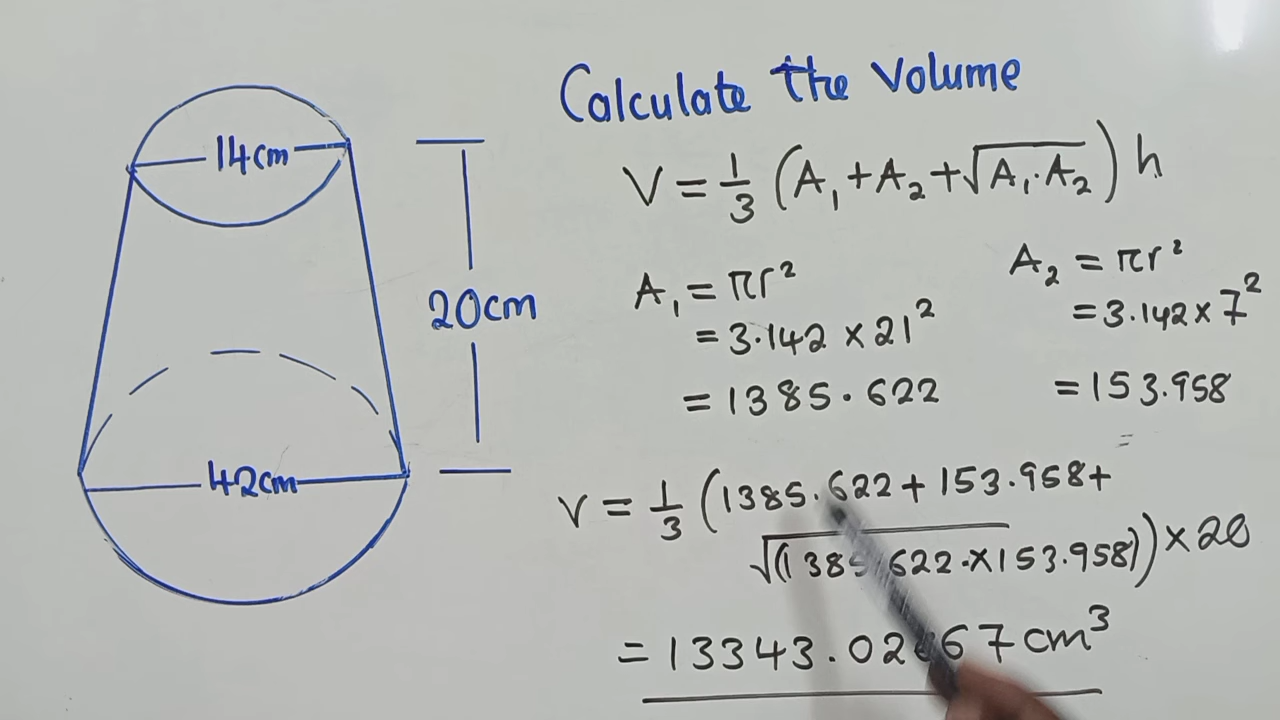 Calculate the Volume
14cm
20cm
42cm
V = 1/3 (A₁ + A₂ + √A₁·A₂) h
A₁ = πr²
= 3.142 × 21²
= 1385.622
A₂ = πr²
= 3.142 × 7²
= 153.958
=
V = 1/3 (1385.622 + 153.958 +
622 × 153.958)) × 20
cm³